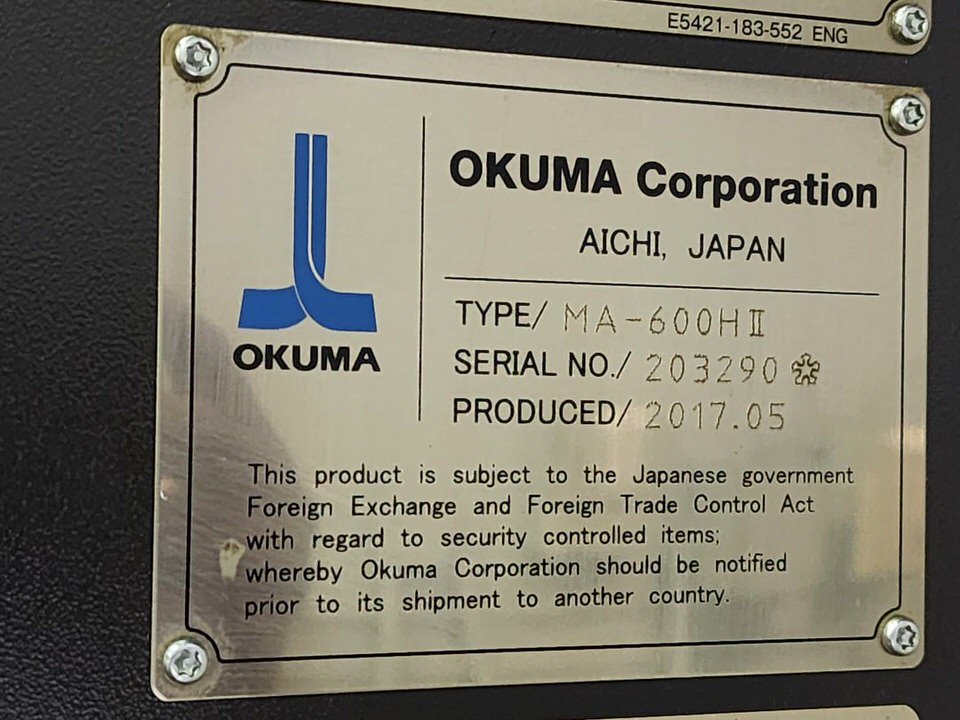 E5421-183-552 ENG
OKUMA Corporation
AICHI, JAPAN
OKUMA
TYPE/ MA-600HⅡ
SERIAL NO./ 203290
PRODUCED/ 2017.05
This product is subject to the Japanese government
Foreign Exchange and Foreign Trade Control Act
with regard to security controlled items;
whereby Okuma Corporation should be notified
prior to its shipment to another country.